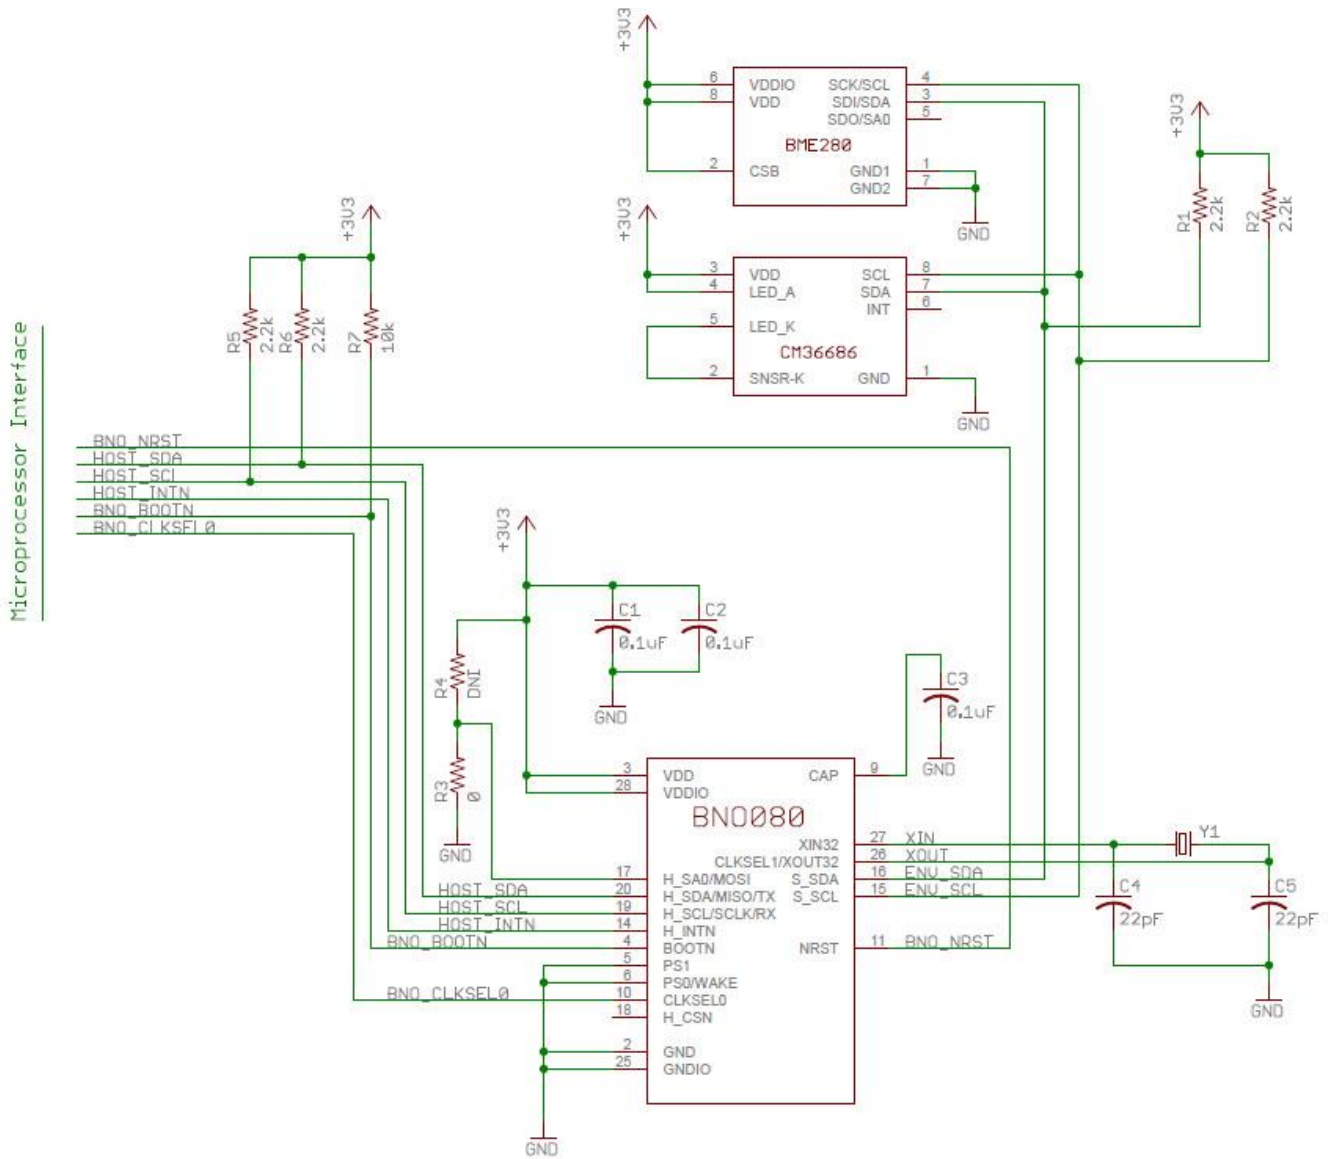 +3V3
6 VDDIO SCK/SCL 4
8 VDD SDI/SDA 3
SDO/SA0 5
BME280
2 CSB GND1 1
GND2 7
GND
+3V3
R1 2.2k
R2 2.2k
+3V3
3 VDD SCL 8
4 LED_A SDA 7
INT 6
5 LED_K
CM36686
2 SNSR-K GND 1
GND
+3V3
R5 2.2k
R6 2.2k
R7 10k
Microprocessor Interface
BNO_NRST
HOST_SDA
HOST_SCL
HOST_INTN
BNO_BOOTN
BNO_CLKSEL0
+3V3
C1 0.1uF
C2 0.1uF
GND
R4 DNI
R3 0
GND
C3 0.1uF
GND
3 VDD CAP 9
28 VDDIO
BNO080
XIN32 27 XIN
CLKSEL1/XOUT32 26 XOUT
17 H_SA0/MOSI S_SDA 16 ENV_SDA
HOST_SDA 20 H_SDA/MISO/TX S_SCL 15 ENV_SCL
HOST_SCL 19 H_SCL/SCLK/RX
HOST_INTN 14 H_INTN
BNO_BOOTN 4 BOOTN NRST 11 BNO_NRST
5 PS1
6 PS0/WAKE
BNO_CLKSEL0 10 CLKSEL0
18 H_CSN
2 GND
25 GNDIO
GND
Y1
C4 22pF
C5 22pF
GND